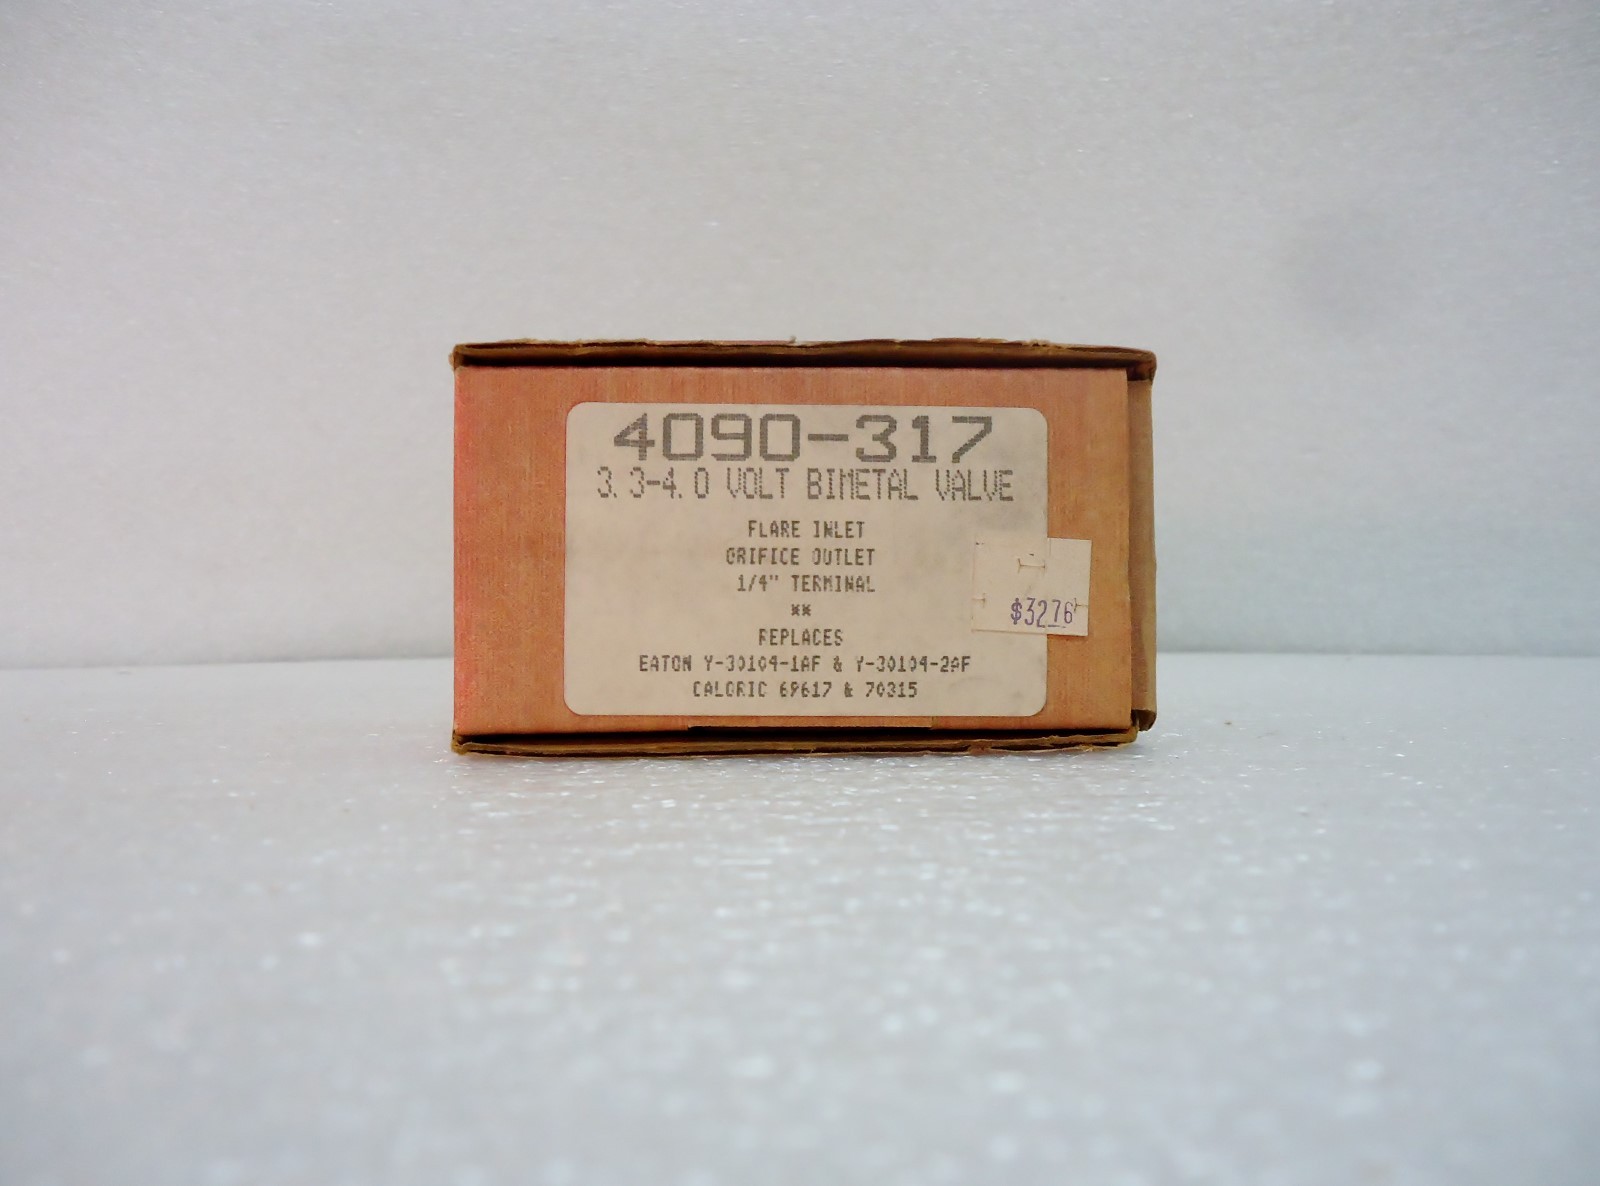 4090-317
3.3-4.0 VOLT BIMETAL VALVE
FLARE INLET
ORIFICE OUTLET
1/4" TERMINAL
**
REPLACES
EATON Y-30104-1AF & Y-30104-2AF
CALORIC 69617 & 70315
$32.76